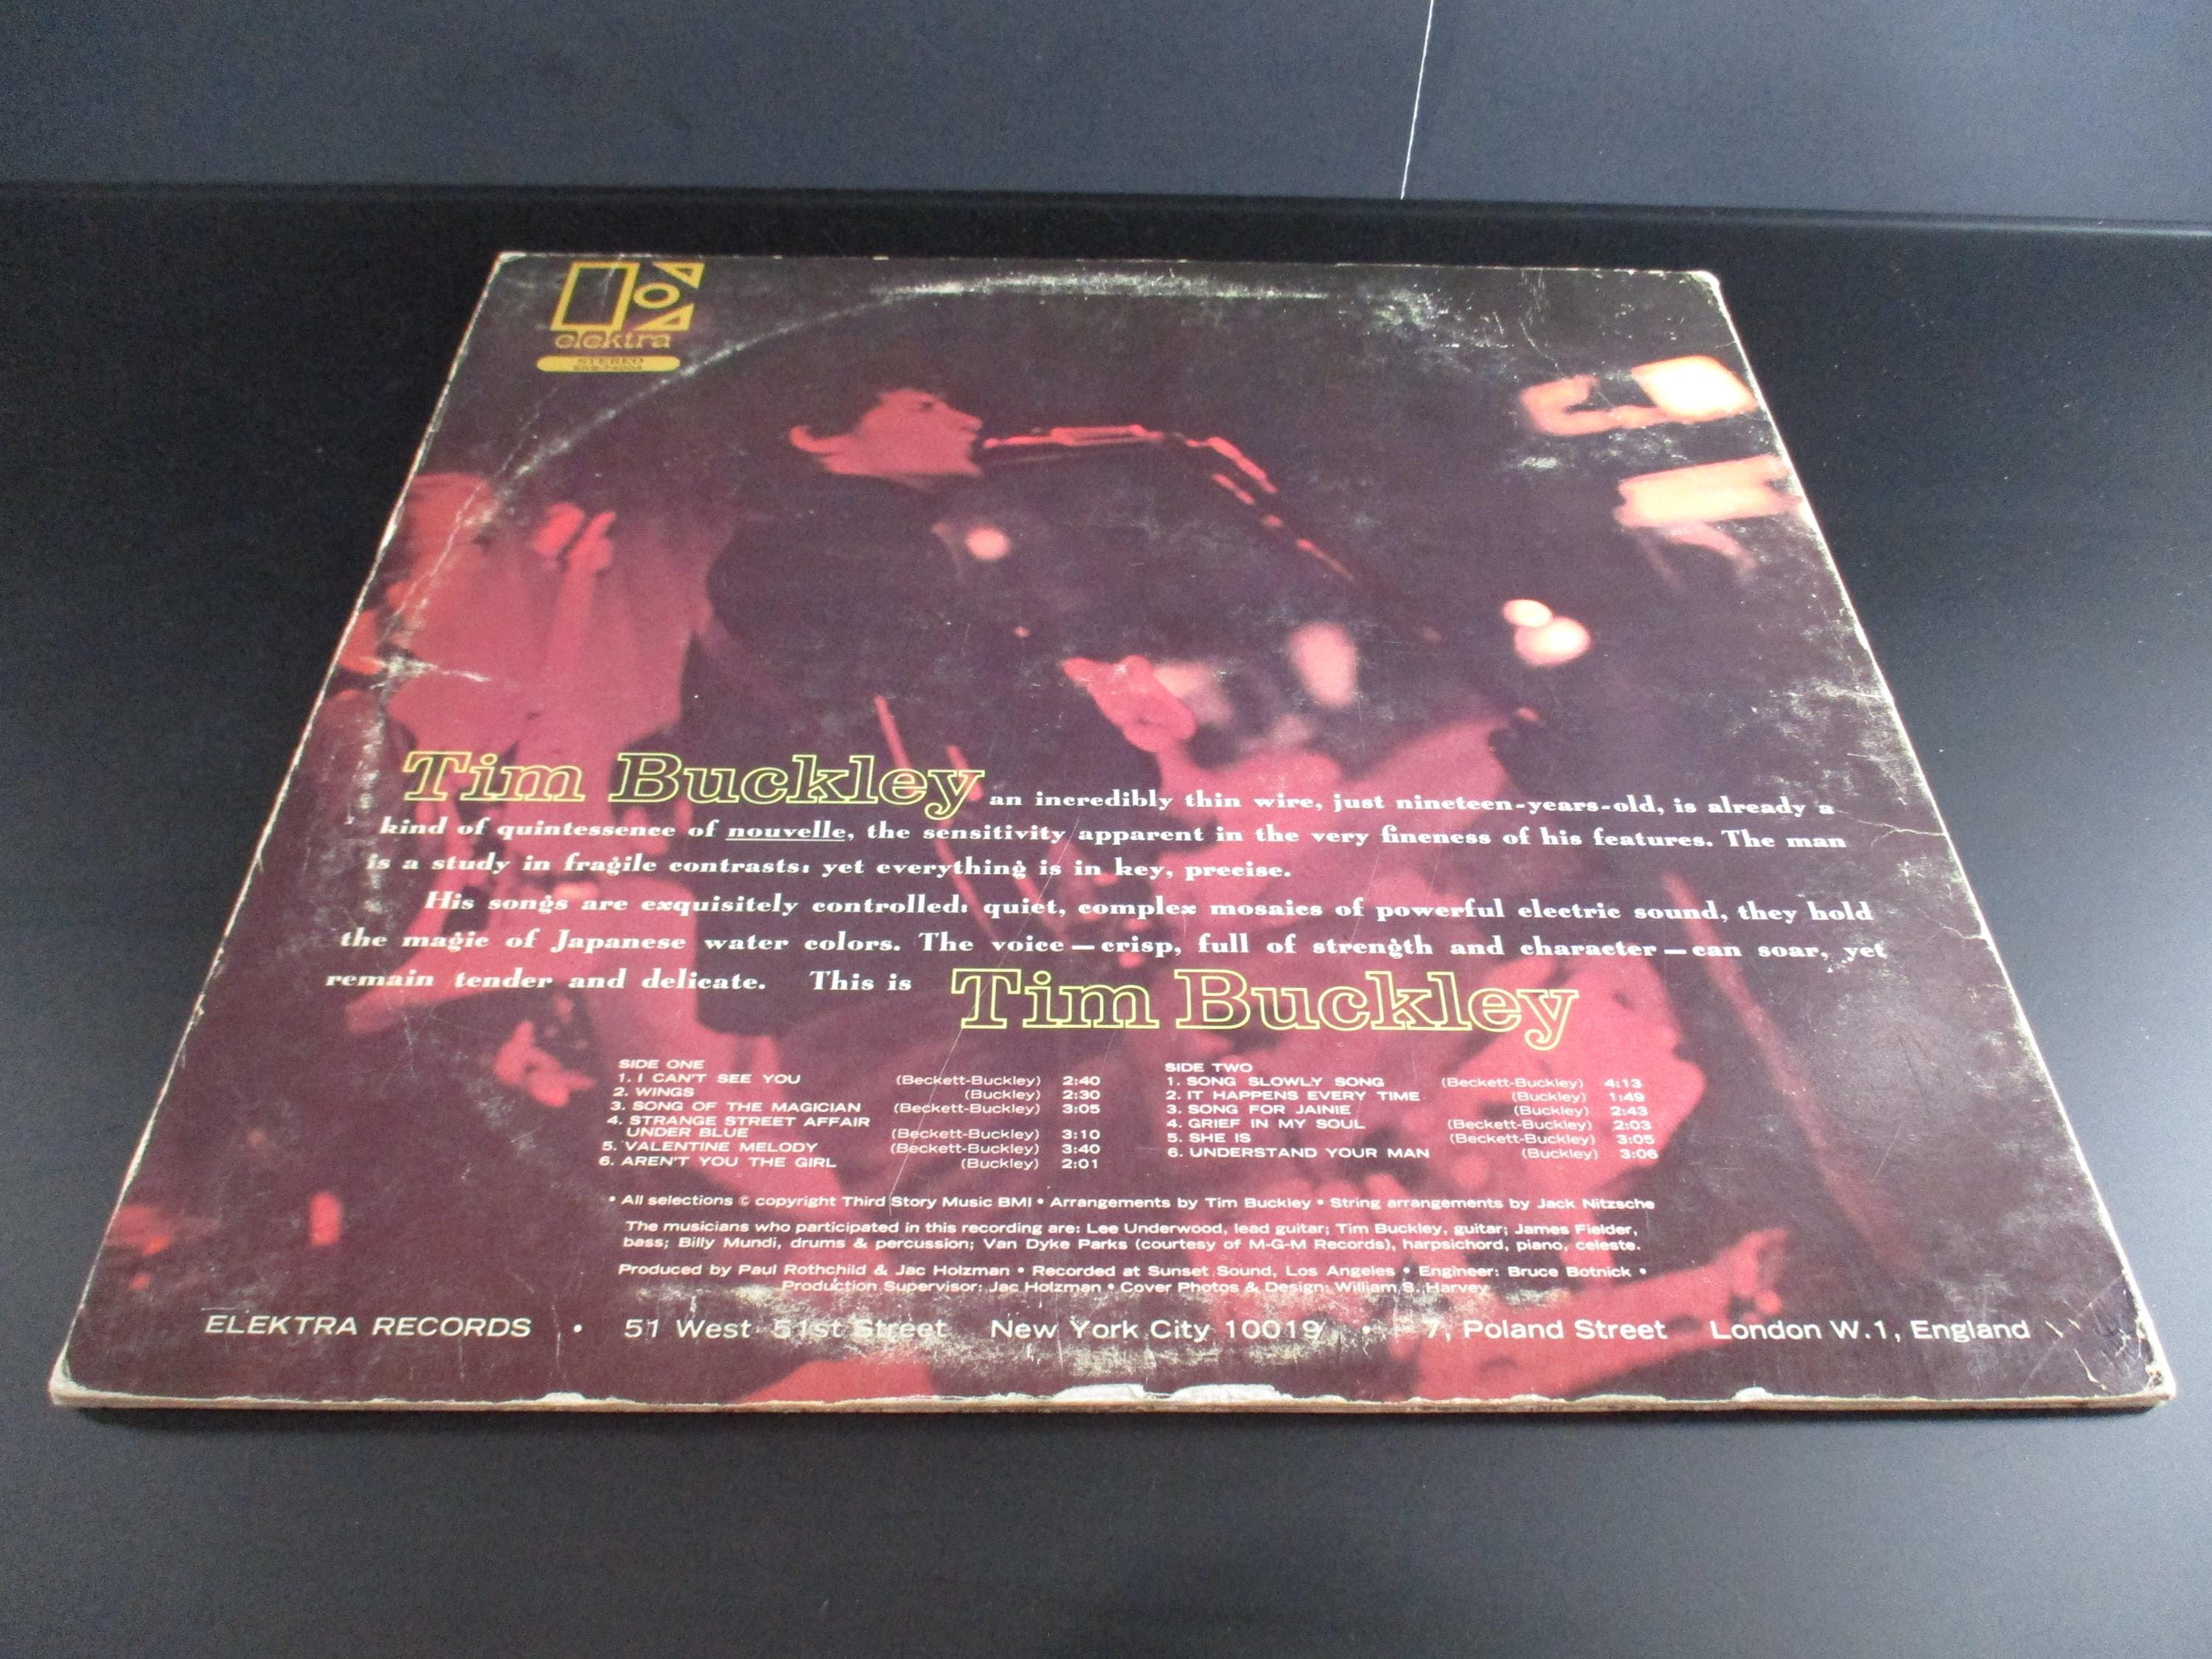 elektra
STEREO
Tim Buckley an incredibly thin wire, just nineteen-years-old, is already a
kind of quintessence of nouvelle, the sensitivity apparent in the very fineness of his features. The man
is a study in fragile contrasts: yet everything is in key, precise.
His songs are exquisitely controlled: quiet, complex mosaics of powerful electric sound, they hold
the magic of Japanese water colors. The voice — crisp, full of strength and character — can soar, yet
remain tender and delicate. This is Tim Buckley
SIDE ONE
1. I CAN'T SEE YOU (Beckett-Buckley) 2:40
2. WINGS (Buckley) 2:30
3. SONG OF THE MAGICIAN (Beckett-Buckley) 3:05
4. STRANGE STREET AFFAIR
UNDER BLUE (Beckett-Buckley) 3:10
5. VALENTINE MELODY (Beckett-Buckley) 3:40
6. AREN'T YOU THE GIRL (Buckley) 2:01
SIDE TWO
1. SONG SLOWLY SONG (Beckett-Buckley) 4:13
2. IT HAPPENS EVERY TIME (Buckley) 1:49
3. SONG FOR JAINIE (Buckley) 2:43
4. GRIEF IN MY SOUL (Beckett-Buckley) 2:03
5. SHE IS (Beckett-Buckley) 3:05
6. UNDERSTAND YOUR MAN (Buckley) 3:06
• All selections © copyright Third Story Music BMI • Arrangements by Tim Buckley • String arrangements by Jack Nitzsche
The musicians who participated in this recording are: Lee Underwood, lead guitar; Tim Buckley, guitar; James Fielder,
bass; Billy Mundi, drums & percussion; Van Dyke Parks (courtesy of M-G-M Records), harpsichord, piano, celeste.
Produced by Paul Rothchild & Jac Holzman • Recorded at Sunset Sound, Los Angeles • Engineer: Bruce Botnick •
Production Supervisor: Jac Holzman • Cover Photos & Design: William S. Harvey
ELEKTRA RECORDS • 51 West 51st Street New York City 10019 • 7, Poland Street London W.1, England